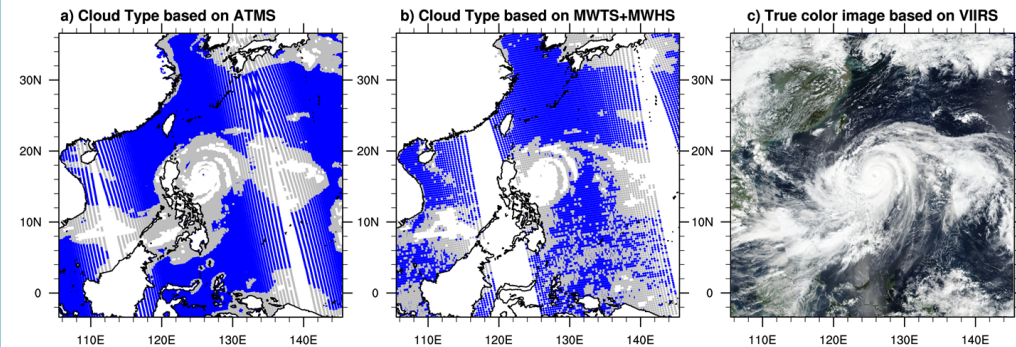 a) Cloud Type based on ATMS
b) Cloud Type based on MWTS+MWHS
c) True color image based on VIIRS
30N
20N
10N
0
110E 120E 130E 140E
30N
20N
10N
0
110E 120E 130E 140E
30N
20N
10N
0
110E 120E 130E 140E